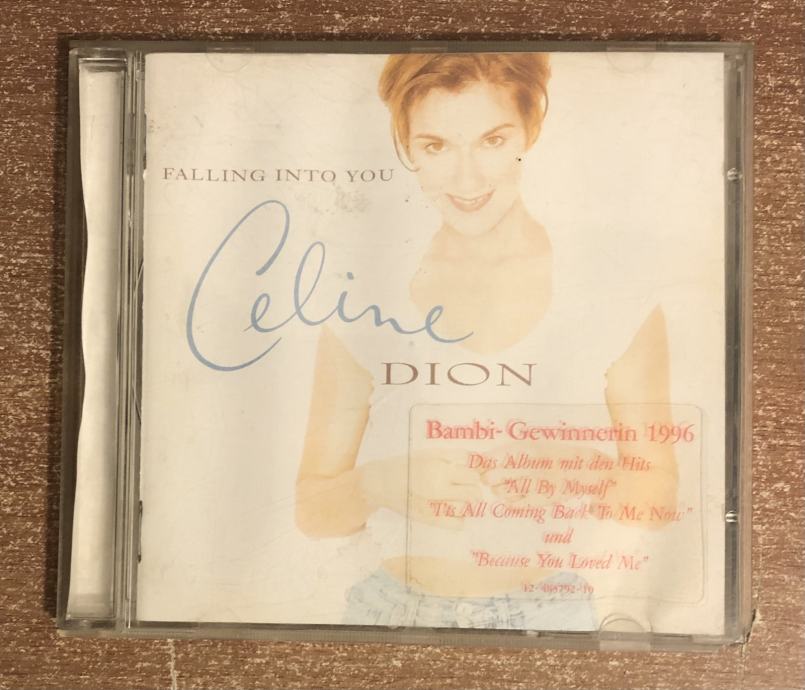 FALLING INTO YOU
Celine
DION
Bambi-Gewinnerin 1996
Das Album mit den Hits
"All By Myself"
"I'ts All Coming Back To Me Now"
und
"Because You Loved Me"